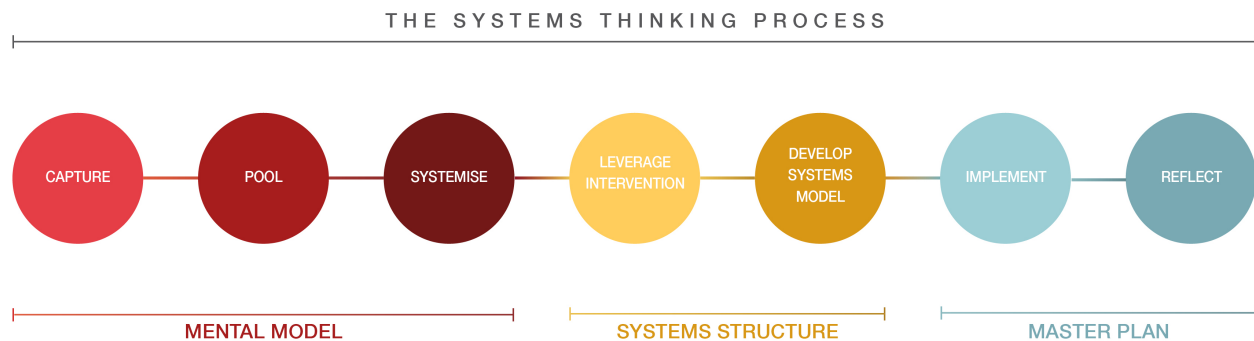 THE SYSTEMS THINKING PROCESS
CAPTURE
POOL
SYSTEMISE
LEVERAGE
INTERVENTION
DEVELOP
SYSTEMS
MODEL
IMPLEMENT
REFLECT
MENTAL MODEL
SYSTEMS STRUCTURE
MASTER PLAN